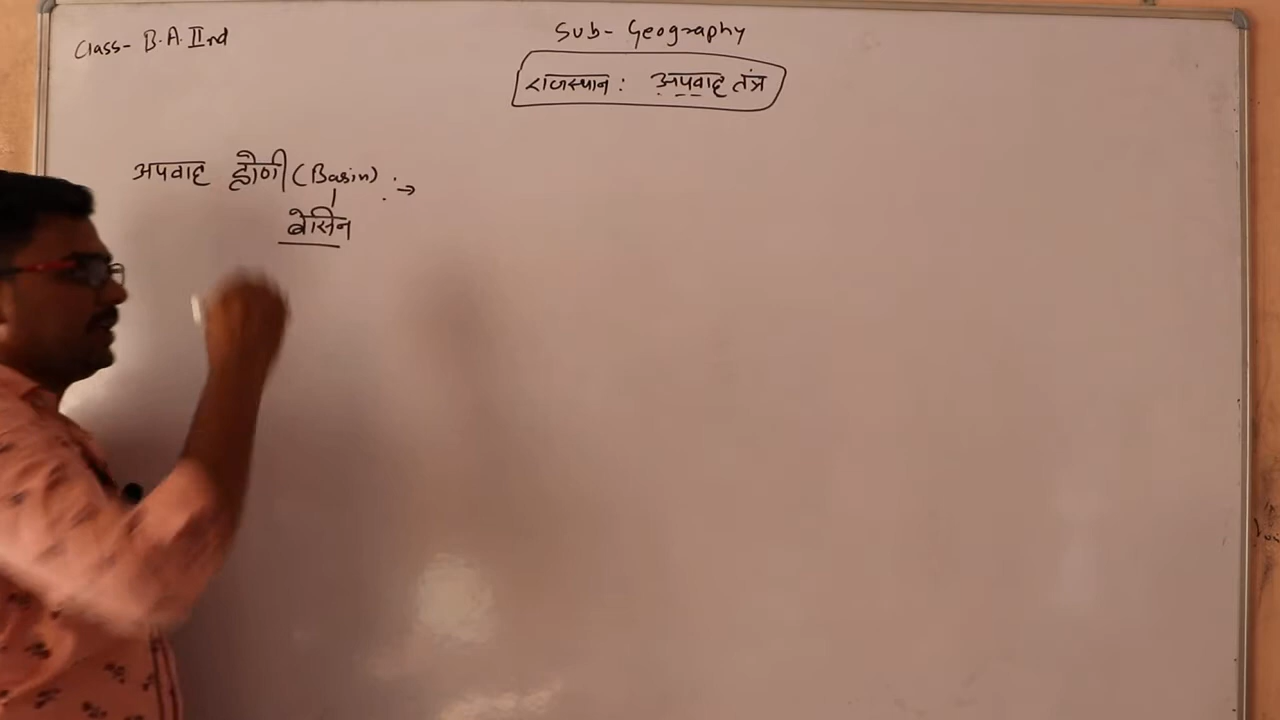 Class- B.A. IInd
Sub- Geography
राजस्थान : अपवाह तंत्र
अपवाह द्रोणी (Basin) : →
बेसिन